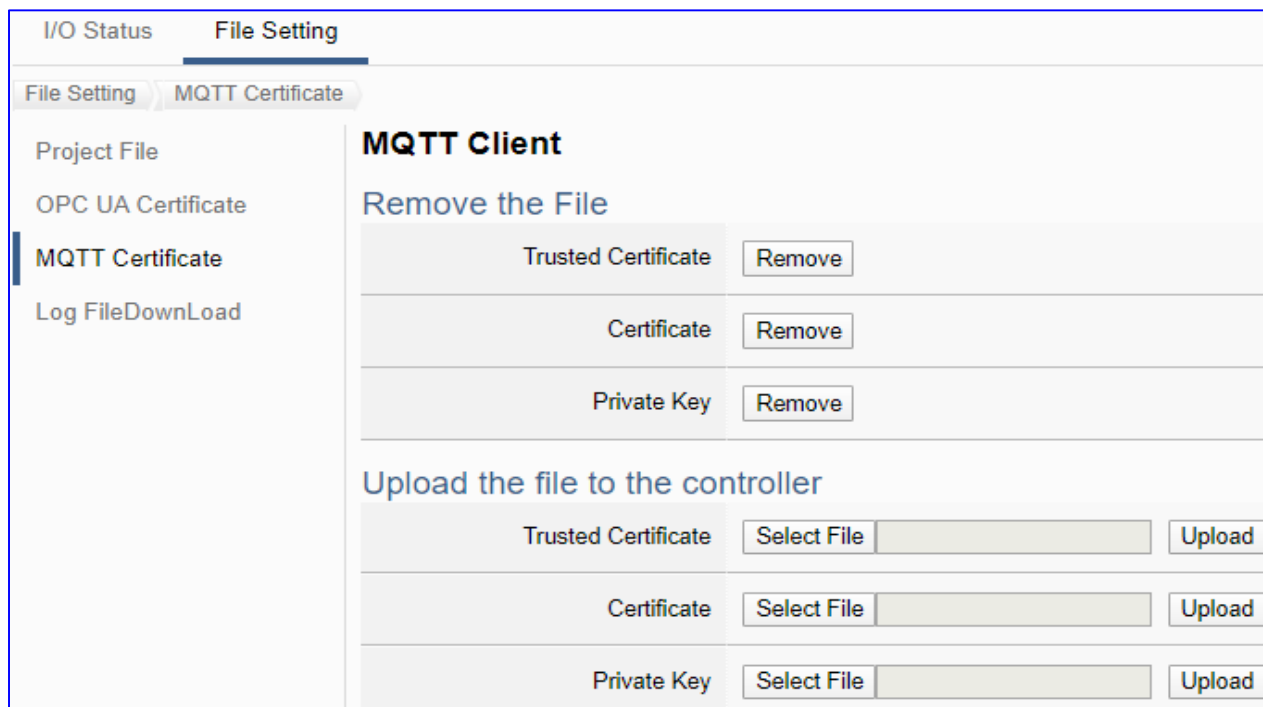 I/O Status File Setting
File Setting MQTT Certificate
Project File
OPC UA Certificate
MQTT Certificate
Log FileDownLoad
MQTT Client
Remove the File
Trusted Certificate Remove
Certificate Remove
Private Key Remove
Upload the file to the controller
Trusted Certificate Select File Upload
Certificate Select File Upload
Private Key Select File Upload